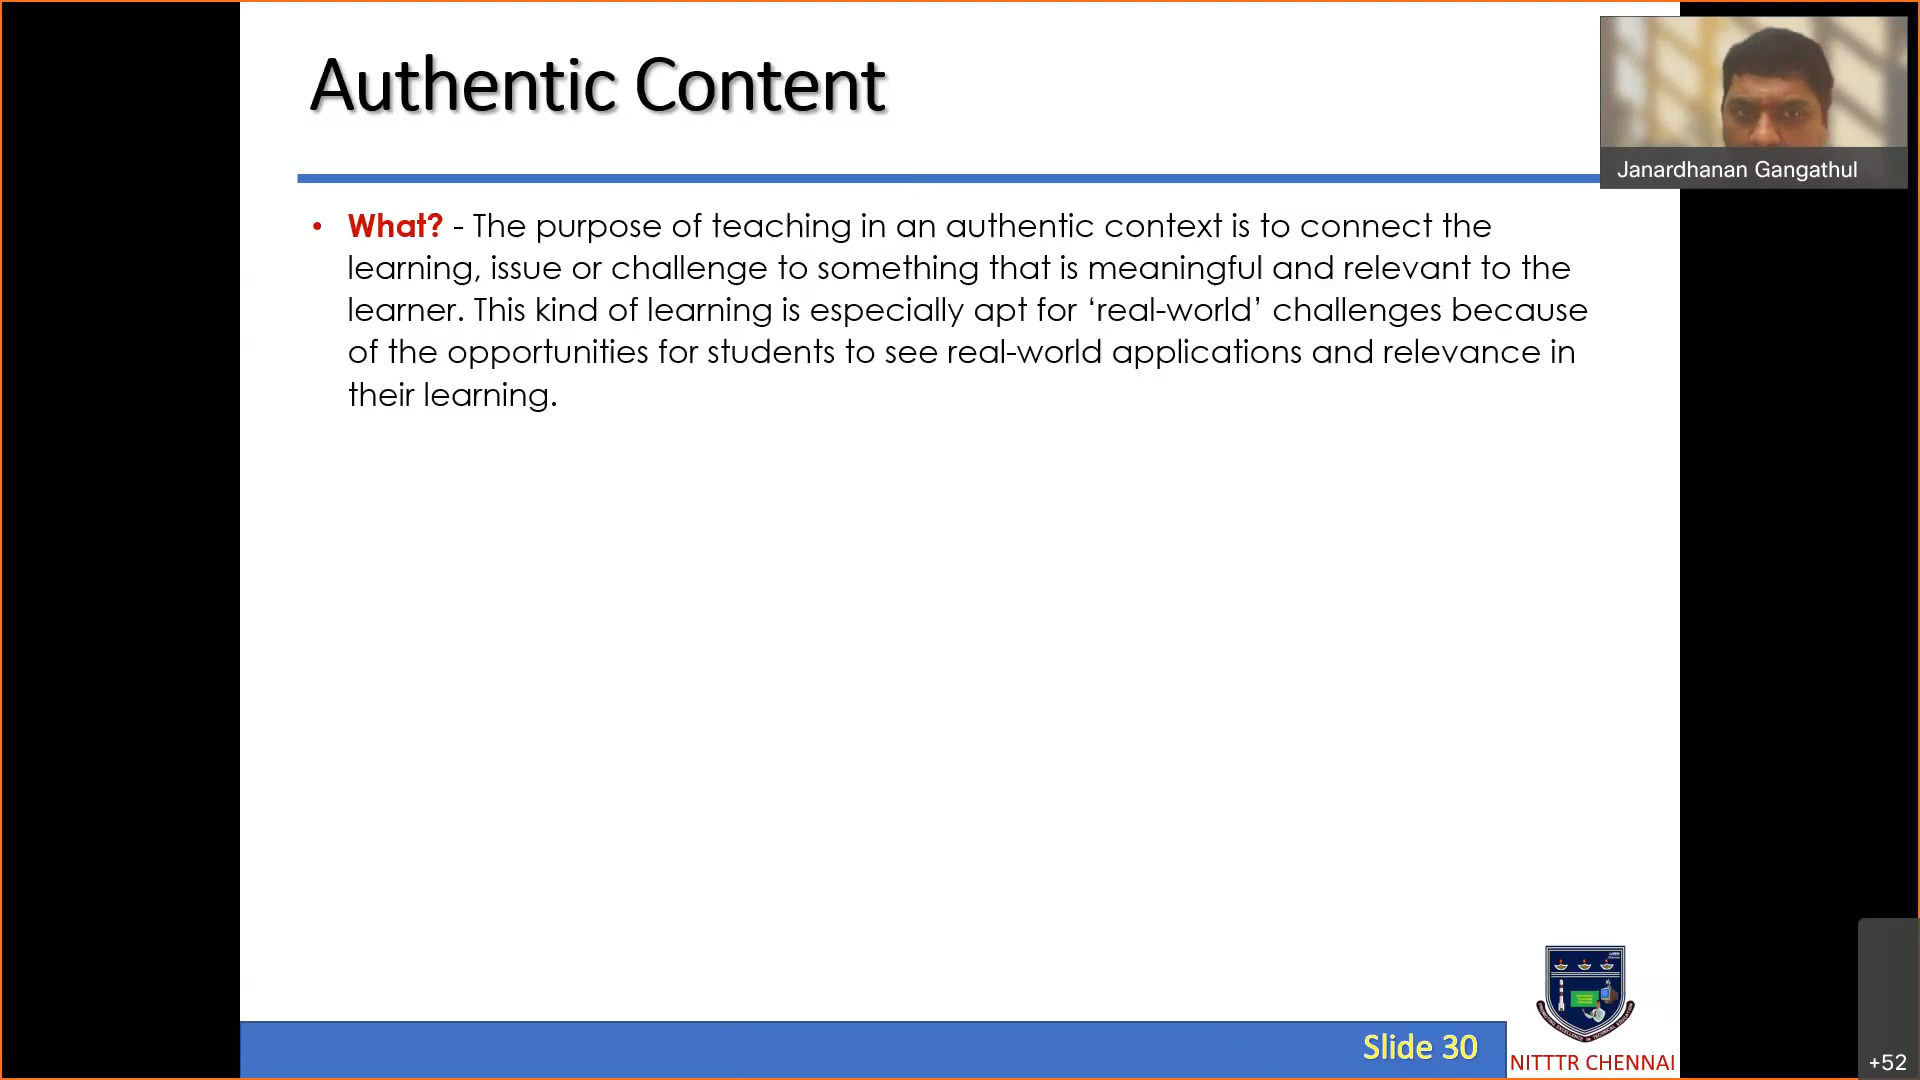 Authentic Content
Janardhanan Gangathul
• What? - The purpose of teaching in an authentic context is to connect the
learning, issue or challenge to something that is meaningful and relevant to the
learner. This kind of learning is especially apt for ‘real-world’ challenges because
of the opportunities for students to see real-world applications and relevance in
their learning.
Slide 30
NITTTR CHENNAI
+52